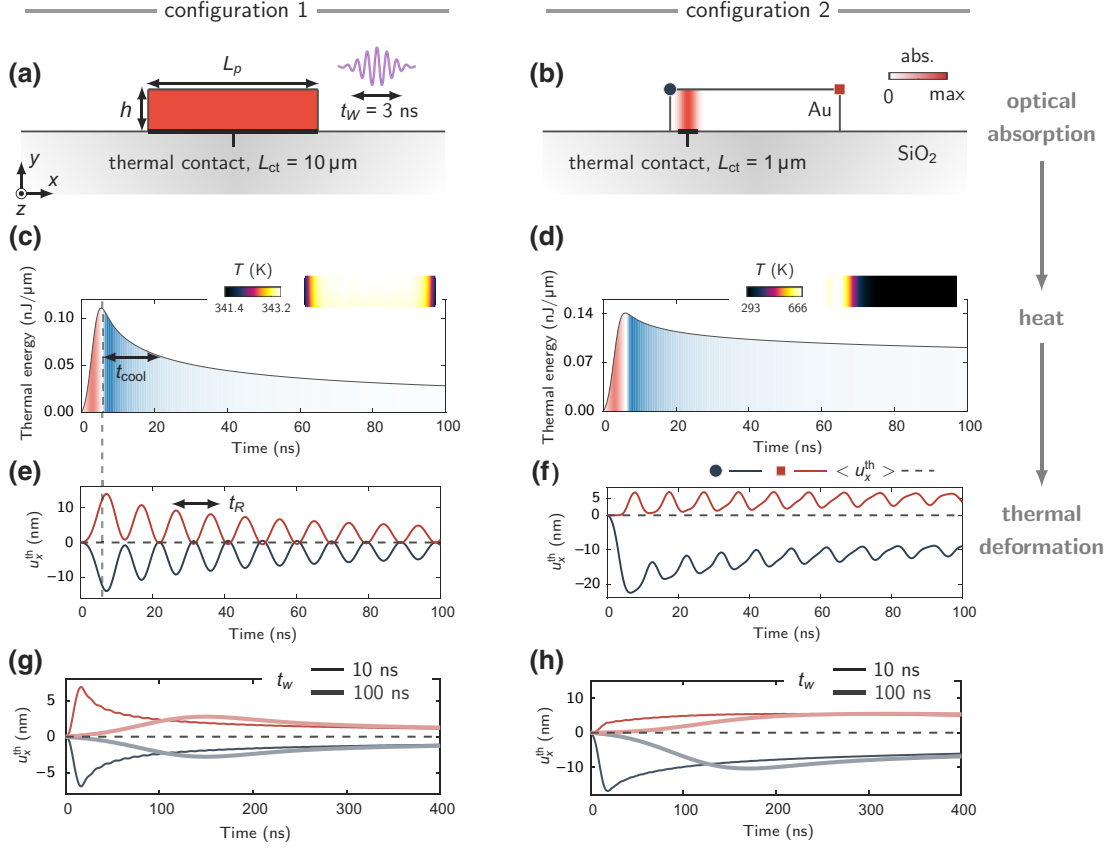 configuration 1
configuration 2
(a)
L_p
h
t_W = 3 ns
thermal contact, L_ct = 10 μm
y
x
z
(b)
abs.
0 max
Au
thermal contact, L_ct = 1 μm
SiO2
optical
absorption
(c)
T (K)
341.4 343.2
Thermal energy (nJ/μm)
0.10
0.05
0.00
t_cool
0 20 40 60 80 100
Time (ns)
(d)
T (K)
293 666
Thermal energy (nJ/μm)
0.14
0.07
0.00
0 20 40 60 80 100
Time (ns)
heat
(e)
t_R
u_x^th (nm)
10
0
−10
0 20 40 60 80 100
Time (ns)
(f)
< u_x^th >
u_x^th (nm)
5
0
−10
−20
0 20 40 60 80 100
Time (ns)
thermal
deformation
(g)
t_w
10 ns
100 ns
u_x^th (nm)
5
0
−5
0 100 200 300 400
Time (ns)
(h)
t_w
10 ns
100 ns
u_x^th (nm)
10
0
−10
0 100 200 300 400
Time (ns)